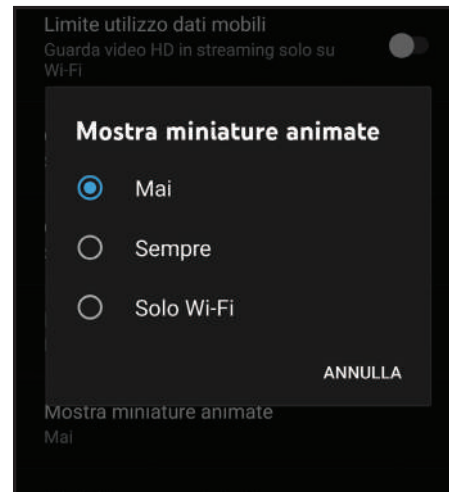 Limite utilizzo dati mobili
Guarda video HD in streaming solo su
Wi-Fi
Mostra miniature animate
Mai
Sempre
Solo Wi-Fi
ANNULLA
Mostra miniature animate
Mai